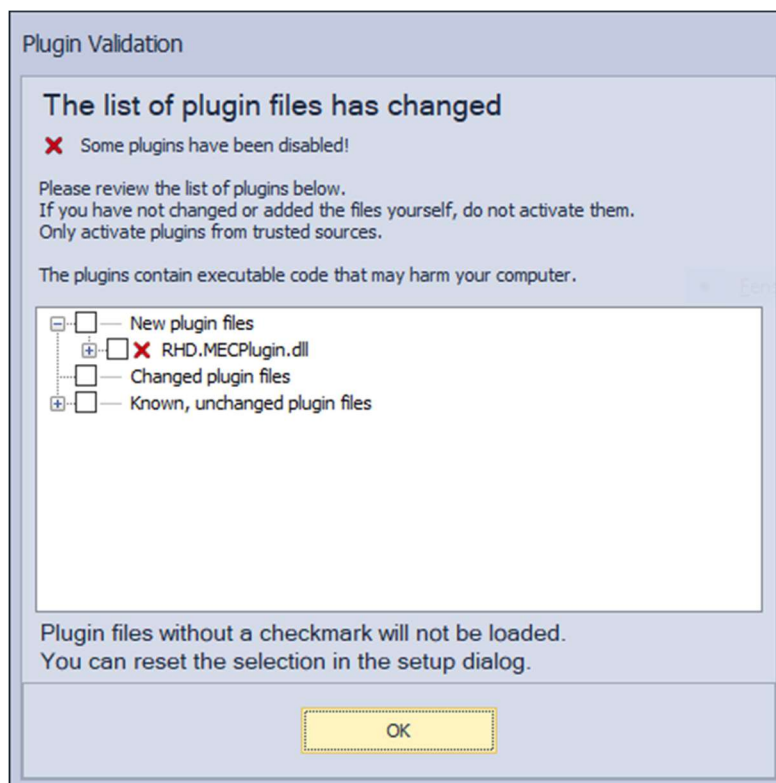 Plugin Validation
The list of plugin files has changed
Some plugins have been disabled!
Please review the list of plugins below.
If you have not changed or added the files yourself, do not activate them.
Only activate plugins from trusted sources.
The plugins contain executable code that may harm your computer.
New plugin files
RHD.MECPlugin.dll
Changed plugin files
Known, unchanged plugin files
Plugin files without a checkmark will not be loaded.
You can reset the selection in the setup dialog.
OK